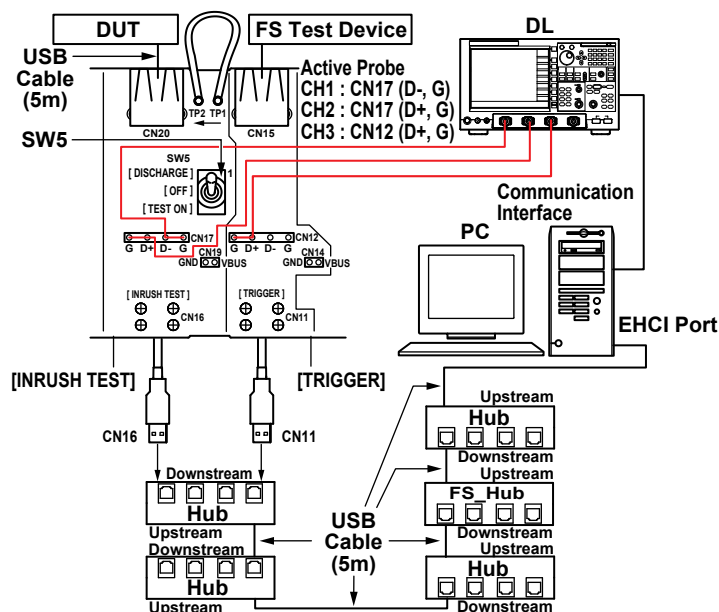 DUT
FS Test Device
DL
USB
Cable
(5m)
Active Probe
CH1 : CN17 (D-, G)
CH2 : CN17 (D+, G)
CH3 : CN12 (D+, G)
TP2 TP1
CN20
CN15
SW5
SW5
[ DISCHARGE ]
1
[ OFF ]
[ TEST ON ]
Communication
Interface
PC
CN17
G D+ D- G
CN12
G D+ D- G
CN19
GND VBUS
CN14
GND VBUS
[ INRUSH TEST ]
CN16
[ TRIGGER ]
CN11
EHCI Port
[INRUSH TEST]
[TRIGGER]
CN16
CN11
Upstream
Hub
Downstream
Upstream
FS_Hub
Downstream
Upstream
Hub
Downstream
Downstream
Hub
Upstream
Downstream
Hub
Upstream
USB
Cable
(5m)